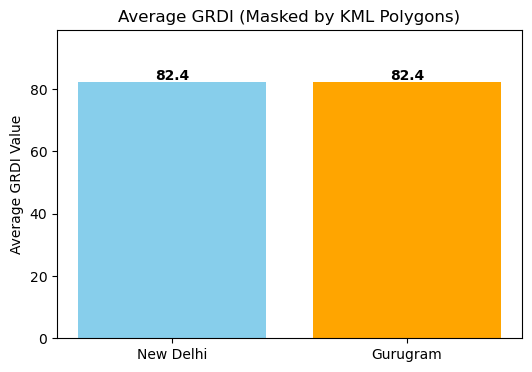 Average GRDI (Masked by KML Polygons)
82.4
82.4
Average GRDI Value
80
60
40
20
0
New Delhi
Gurugram